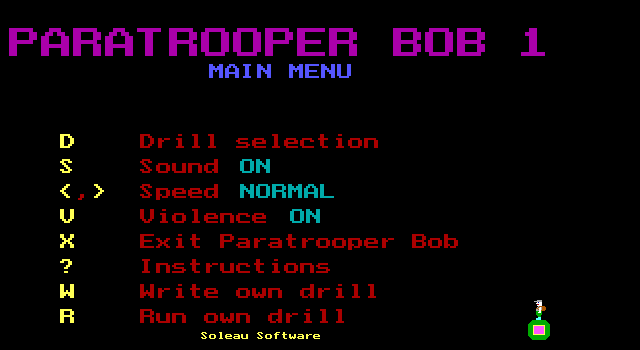 PARATROOPER BOB 1
MAIN MENU
D Drill selection
S Sound ON
<,> Speed NORMAL
V Violence ON
X Exit Paratrooper Bob
? Instructions
W Write own drill
R Run own drill
Soleau Software